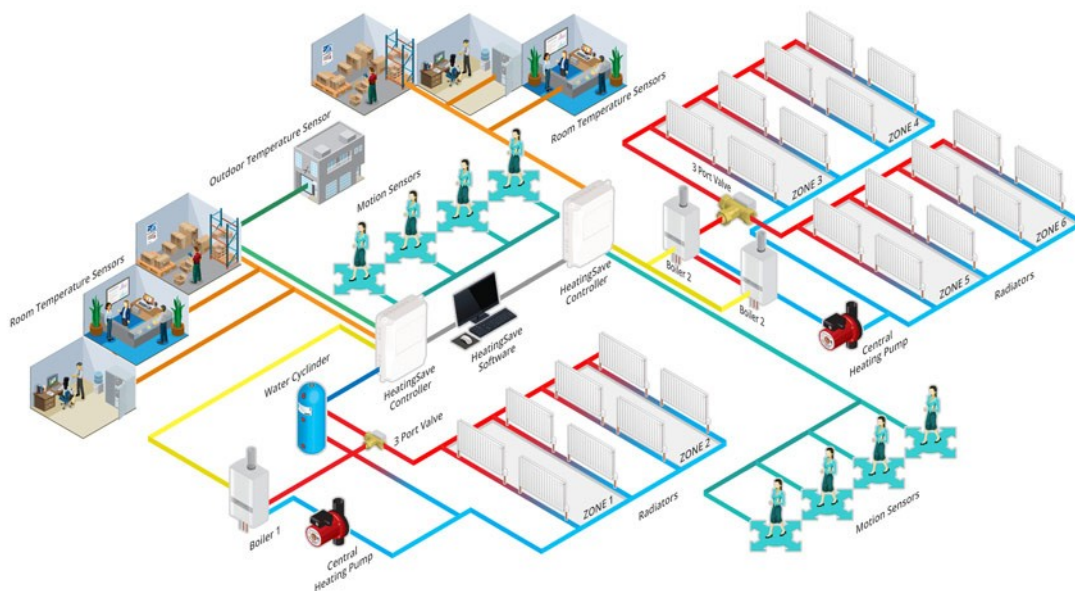 Room Temperature Sensors
Outdoor Temperature Sensor
Motion Sensors
Room Temperature Sensors
HeatingSave
Controller
HeatingSave
Software
HeatingSave
Controller
Water Cyclinder
3 Port Valve
Boiler 1
Central
Heating Pump
ZONE 1
ZONE 2
Radiators
3 Port Valve
Boiler 2
Boiler 2
Central
Heating Pump
ZONE 3
ZONE 4
ZONE 5
ZONE 6
Radiators
Motion Sensors